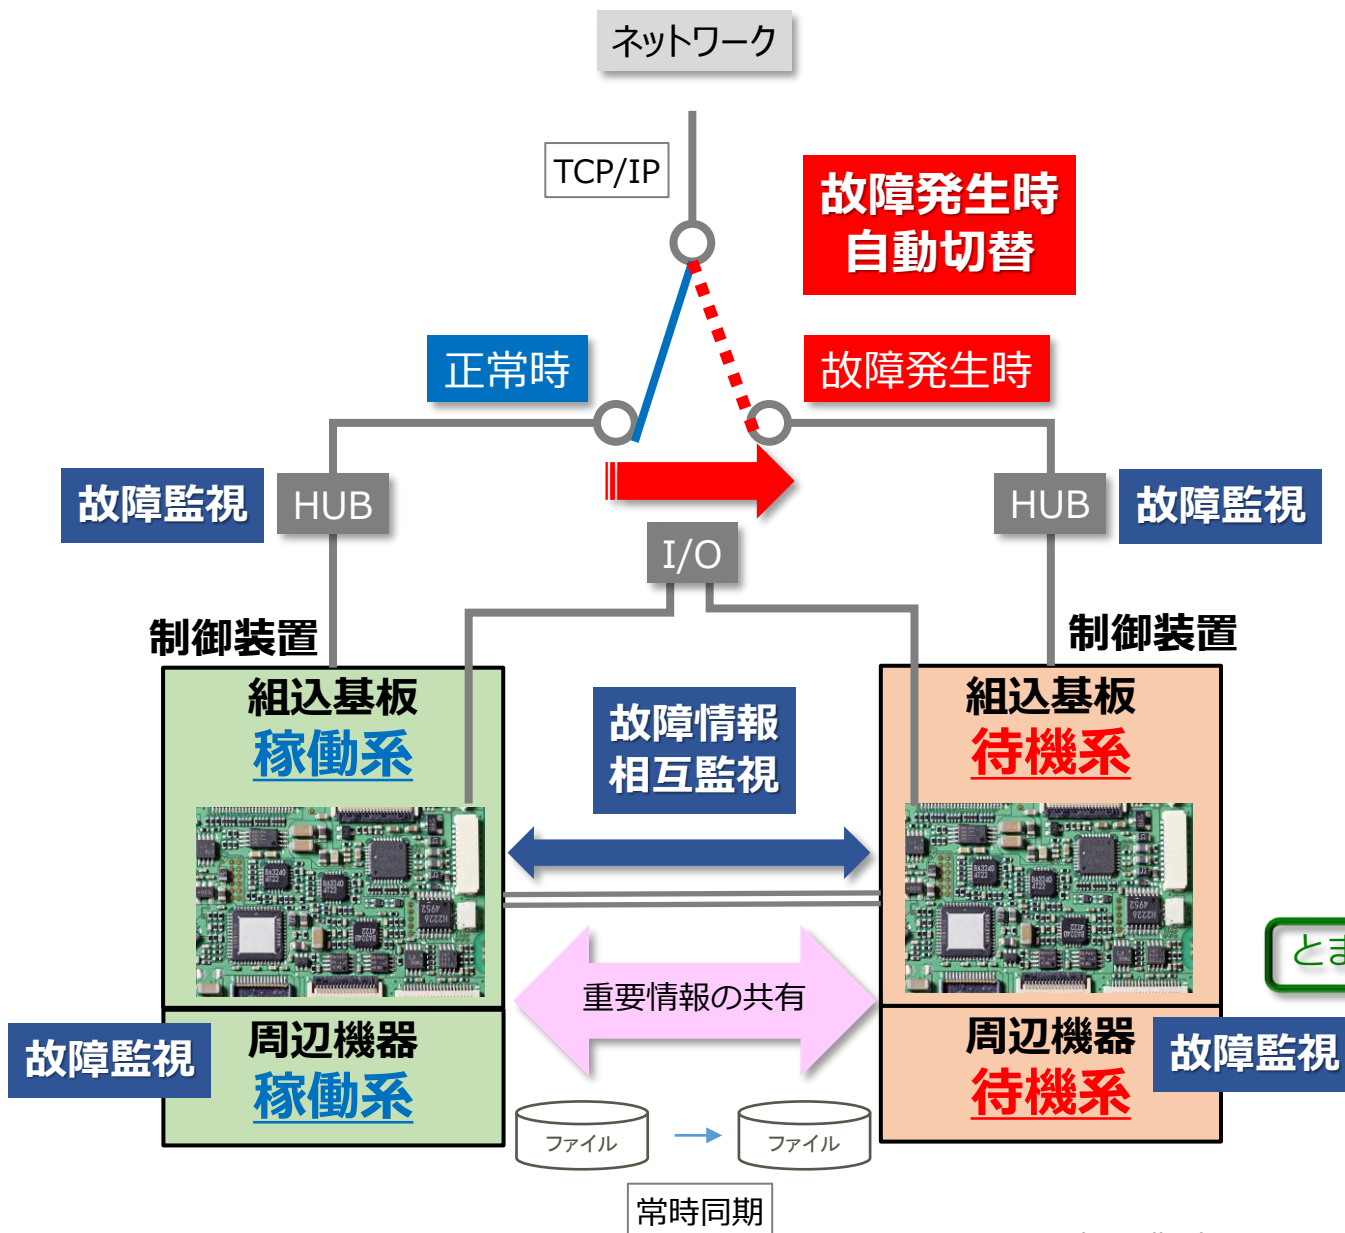 ネットワーク
TCP/IP
故障発生時
自動切替
正常時
故障発生時
故障監視
HUB
HUB
故障監視
I/O
制御装置
制御装置
組込基板
稼働系
故障情報
相互監視
組込基板
待機系
重要情報の共有
とま
故障監視
周辺機器
稼働系
周辺機器
待機系
故障監視
ファイル
ファイル
常時同期